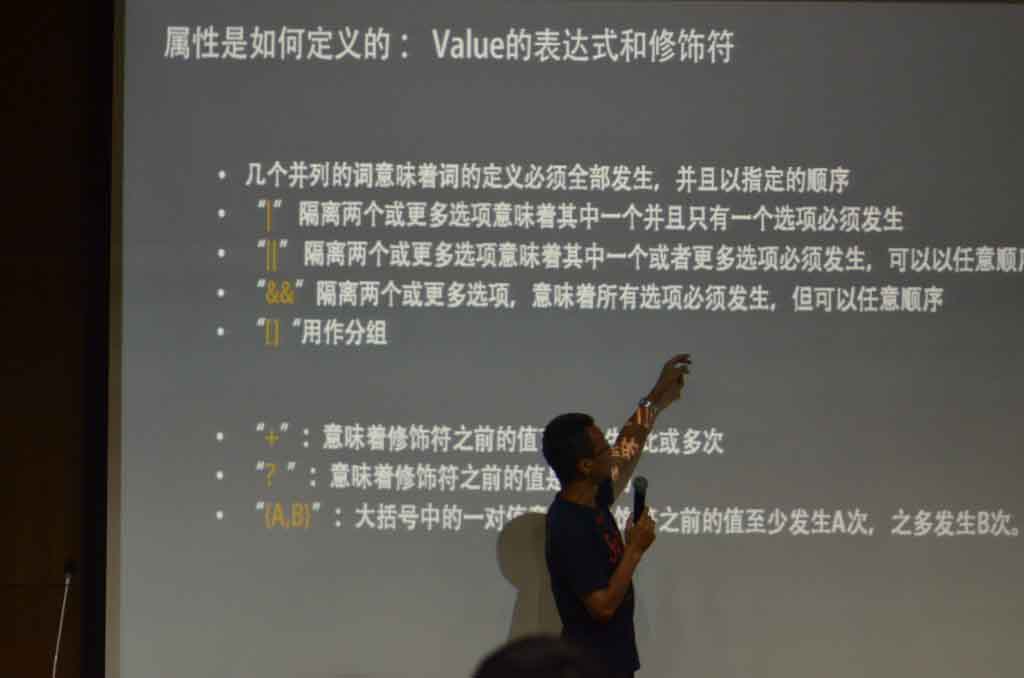 属性是如何定义的： Value的表达式和修饰符
• 几个并列的词意味着词的定义必须全部发生，并且以指定的顺序
• “|” 隔离两个或更多选项意味着其中一个并且只有一个选项必须发生
• “||” 隔离两个或更多选项意味着其中一个或者更多选项必须发生，可以以任意顺
• “&&” 隔离两个或更多选项，意味着所有选项必须发生，但可以任意顺序
• “[] “用作分组
• “+” ：意味着修饰符之前的值 或多次
• “? ” ：意味着修饰符之前的值
• “{A,B}” ：大括号中的一对值 之前的值至少发生A次，之多发生B次。